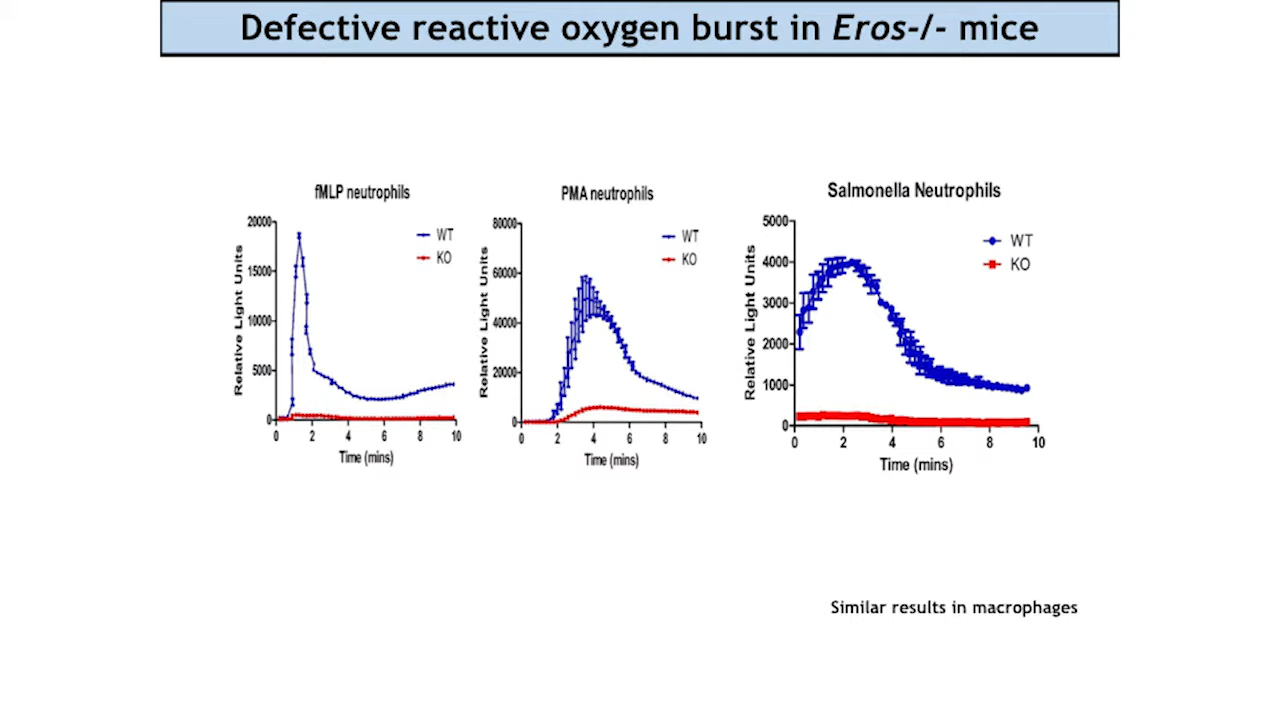 Defective reactive oxygen burst in Eros-/- mice
fMLP neutrophils
Relative Light Units
20000
15000
10000
5000
0
0 2 4 6 8 10
Time (mins)
WT
KO
PMA neutrophils
Relative Light Units
80000
60000
40000
20000
0
0 2 4 6 8 10
Time (mins)
WT
KO
Salmonella Neutrophils
Relative Light Units
5000
4000
3000
2000
1000
0
0 2 4 6 8 10
Time (mins)
WT
KO
Similar results in macrophages